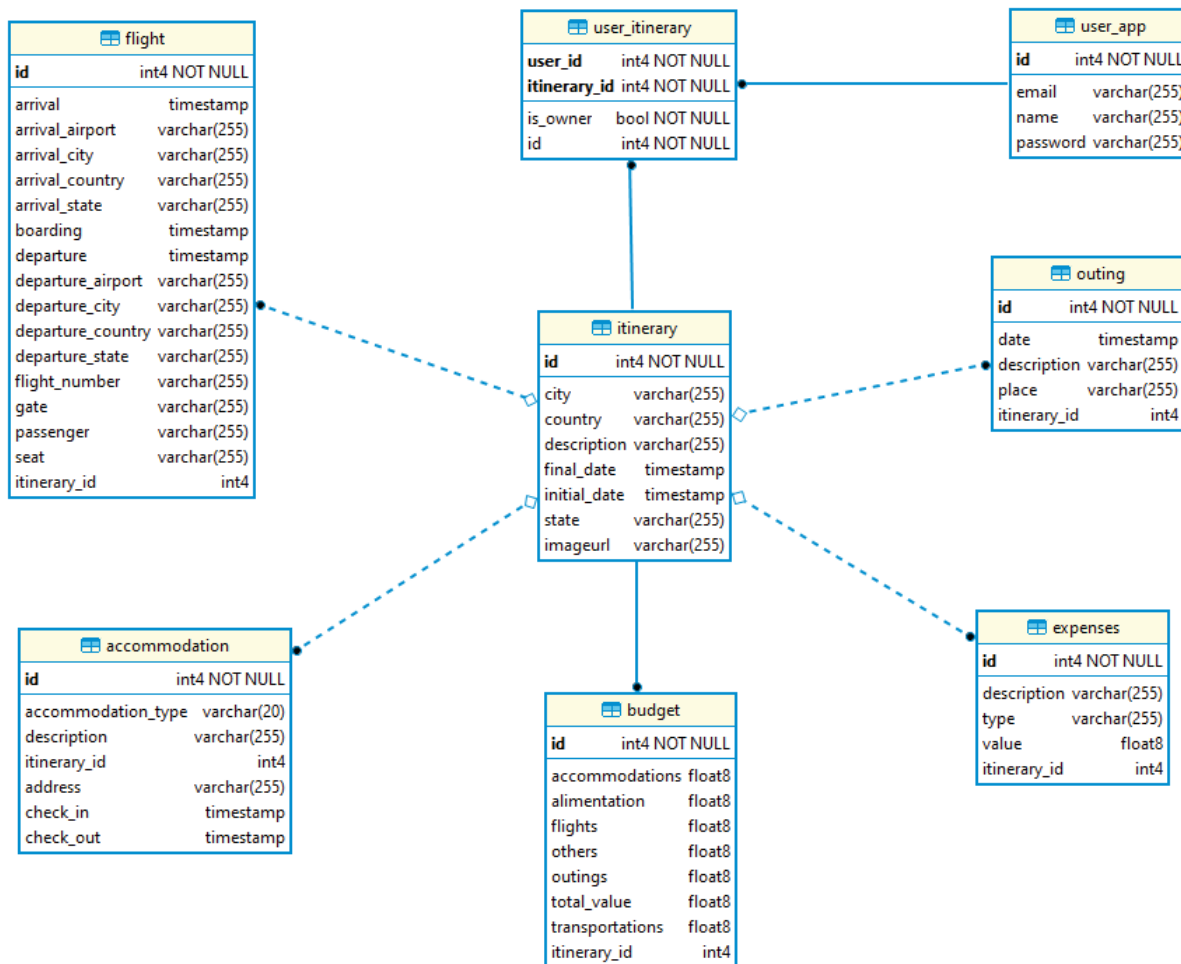 flight
id int4 NOT NULL
arrival timestamp
arrival_airport varchar(255)
arrival_city varchar(255)
arrival_country varchar(255)
arrival_state varchar(255)
boarding timestamp
departure timestamp
departure_airport varchar(255)
departure_city varchar(255)
departure_country varchar(255)
departure_state varchar(255)
flight_number varchar(255)
gate varchar(255)
passenger varchar(255)
seat varchar(255)
itinerary_id int4
user_itinerary
user_id int4 NOT NULL
itinerary_id int4 NOT NULL
is_owner bool NOT NULL
id int4 NOT NULL
user_app
id int4 NOT NULL
email varchar(255)
name varchar(255)
password varchar(255)
outing
id int4 NOT NULL
date timestamp
description varchar(255)
place varchar(255)
itinerary_id int4
itinerary
id int4 NOT NULL
city varchar(255)
country varchar(255)
description varchar(255)
final_date timestamp
initial_date timestamp
state varchar(255)
imageurl varchar(255)
accommodation
id int4 NOT NULL
accommodation_type varchar(20)
description varchar(255)
itinerary_id int4
address varchar(255)
check_in timestamp
check_out timestamp
budget
id int4 NOT NULL
accommodations float8
alimentation float8
flights float8
others float8
outings float8
total_value float8
transportations float8
itinerary_id int4
expenses
id int4 NOT NULL
description varchar(255)
type varchar(255)
value float8
itinerary_id int4